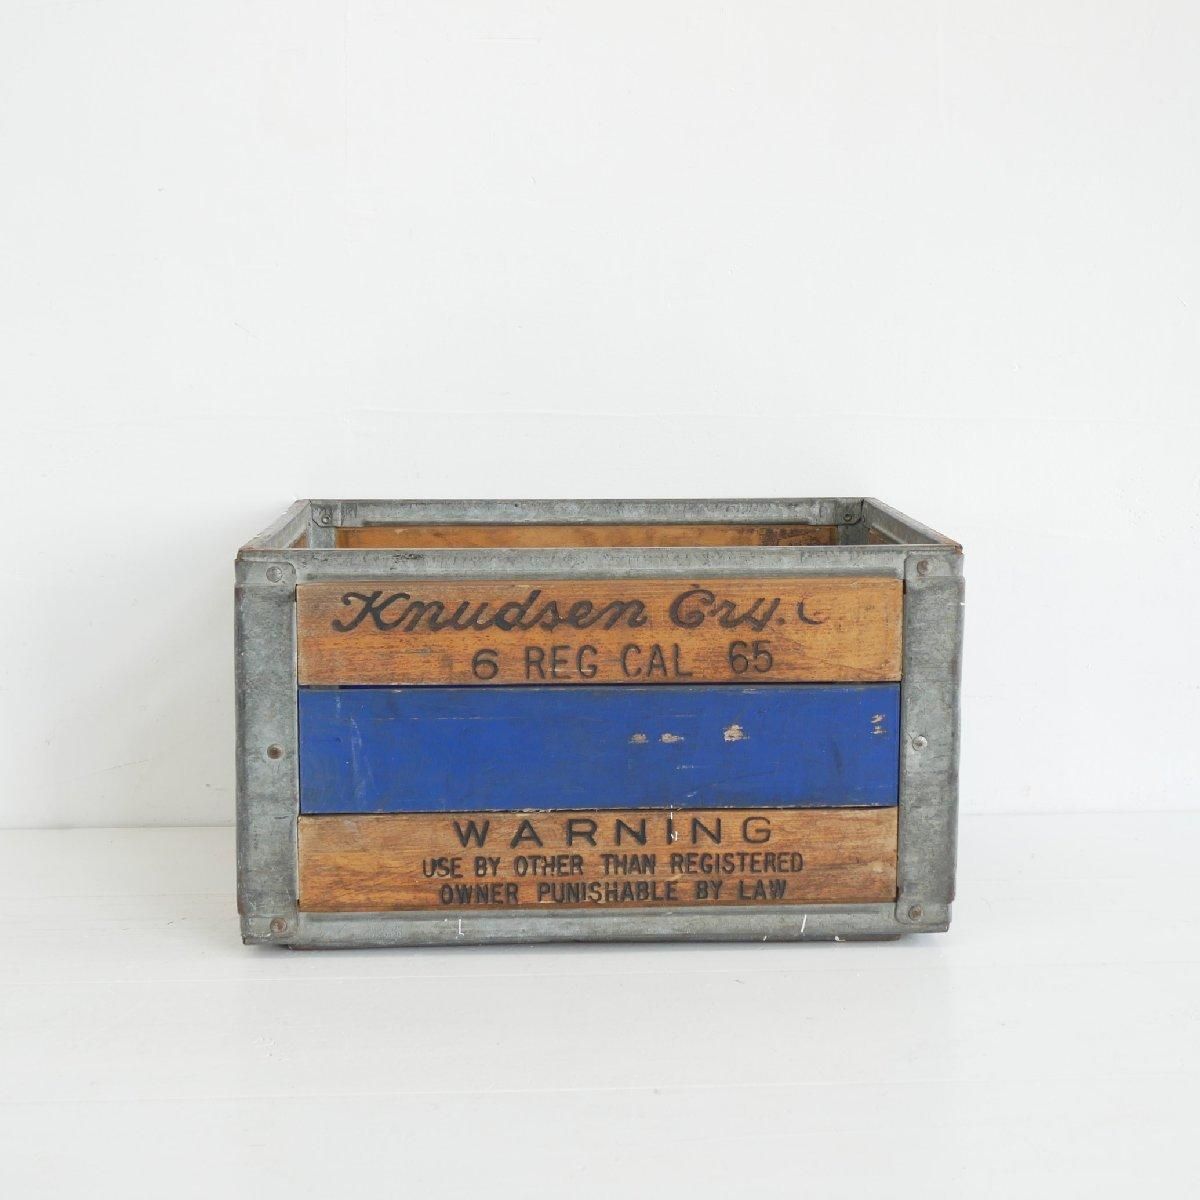 Knudsen Cry. C
6 REG CAL 65
WARNING
USE BY OTHER THAN REGISTERED
OWNER PUNISHABLE BY LAW